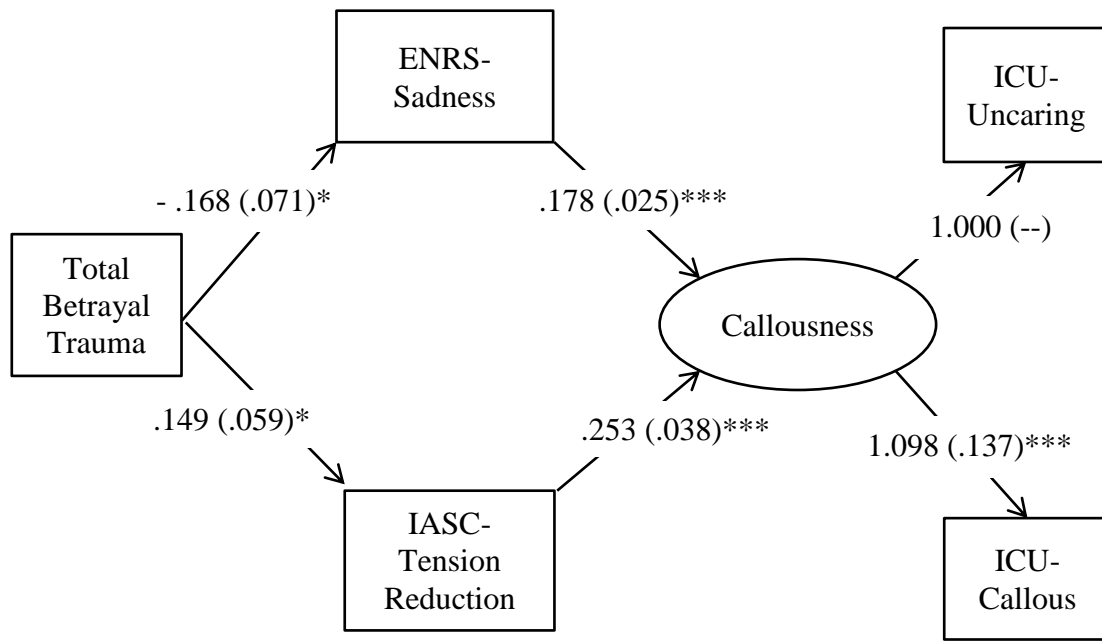 ENRS-
Sadness
ICU-
Uncaring
- .168 (.071)*
.178 (.025)***
1.000 (--)
Total
Betrayal
Trauma
Callousness
.149 (.059)*
.253 (.038)***
1.098 (.137)***
IASC-
Tension
Reduction
ICU-
Callous